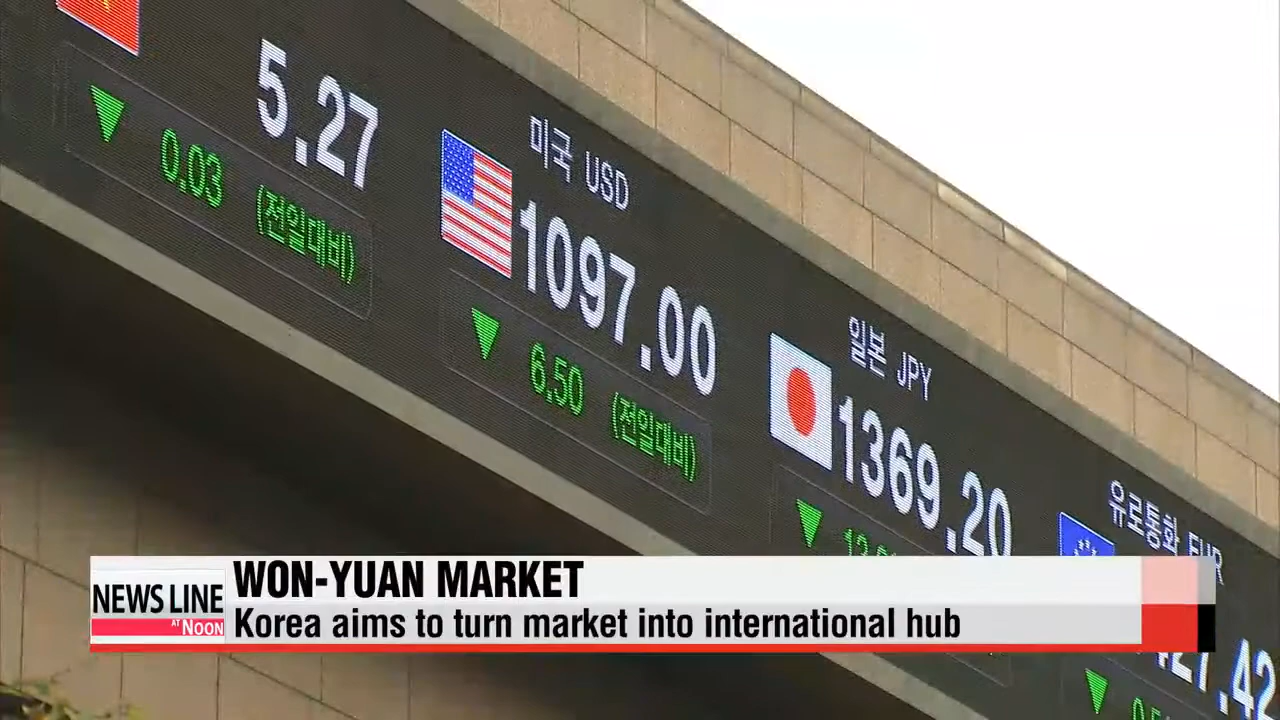 5.27
0.03 (전일대비)
미국 USD
1097.00
6.50 (전일대비)
일본 JPY
1369.20
유로통화 EUR
NEWS LINE
AT NOON
WON-YUAN MARKET
Korea aims to turn market into international hub